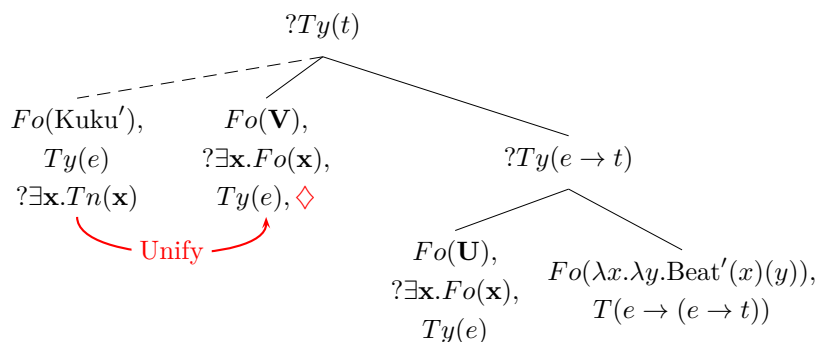 ?Ty(t)
Fo(Kuku′),
Ty(e)
?∃x.Tn(x)
Fo(V),
?∃x.Fo(x),
Ty(e), ♢
?Ty(e → t)
Unify
Fo(U),
?∃x.Fo(x),
Ty(e)
Fo(λx.λy.Beat′(x)(y)),
T(e → (e → t))